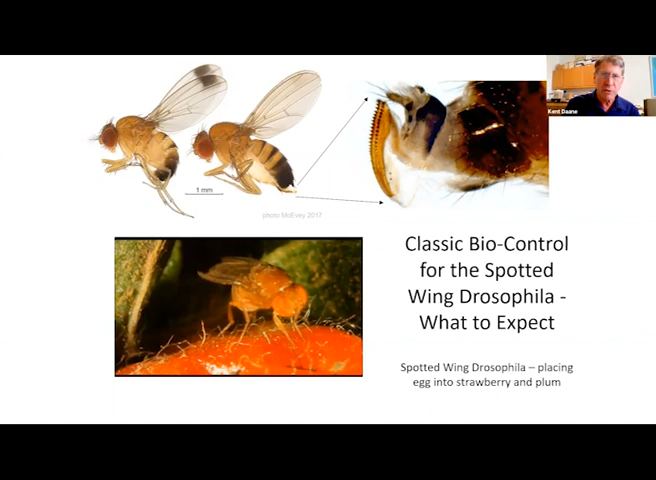 Kent Daane
1 mm
photo McEvey 2017
Classic Bio-Control
for the Spotted
Wing Drosophila -
What to Expect
Spotted Wing Drosophila – placing
egg into strawberry and plum